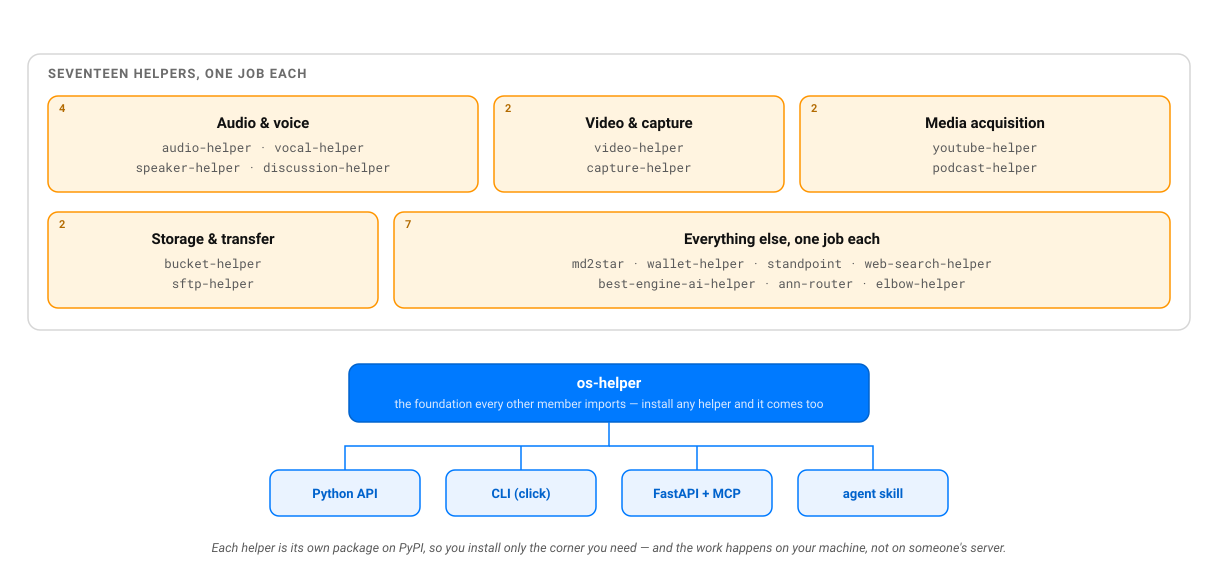 SEVENTEEN HELPERS, ONE JOB EACH
4
Audio & voice
audio-helper · vocal-helper
speaker-helper · discussion-helper
2
Video & capture
video-helper
capture-helper
2
Media acquisition
youtube-helper
podcast-helper
2
Storage & transfer
bucket-helper
sftp-helper
7
Everything else, one job each
md2star · wallet-helper · standpoint · web-search-helper
best-engine-ai-helper · ann-router · elbow-helper
os-helper
the foundation every other member imports — install any helper and it comes too
Python API
CLI (click)
FastAPI + MCP
agent skill
Each helper is its own package on PyPI, so you install only the corner you need — and the work happens on your machine, not on someone's server.